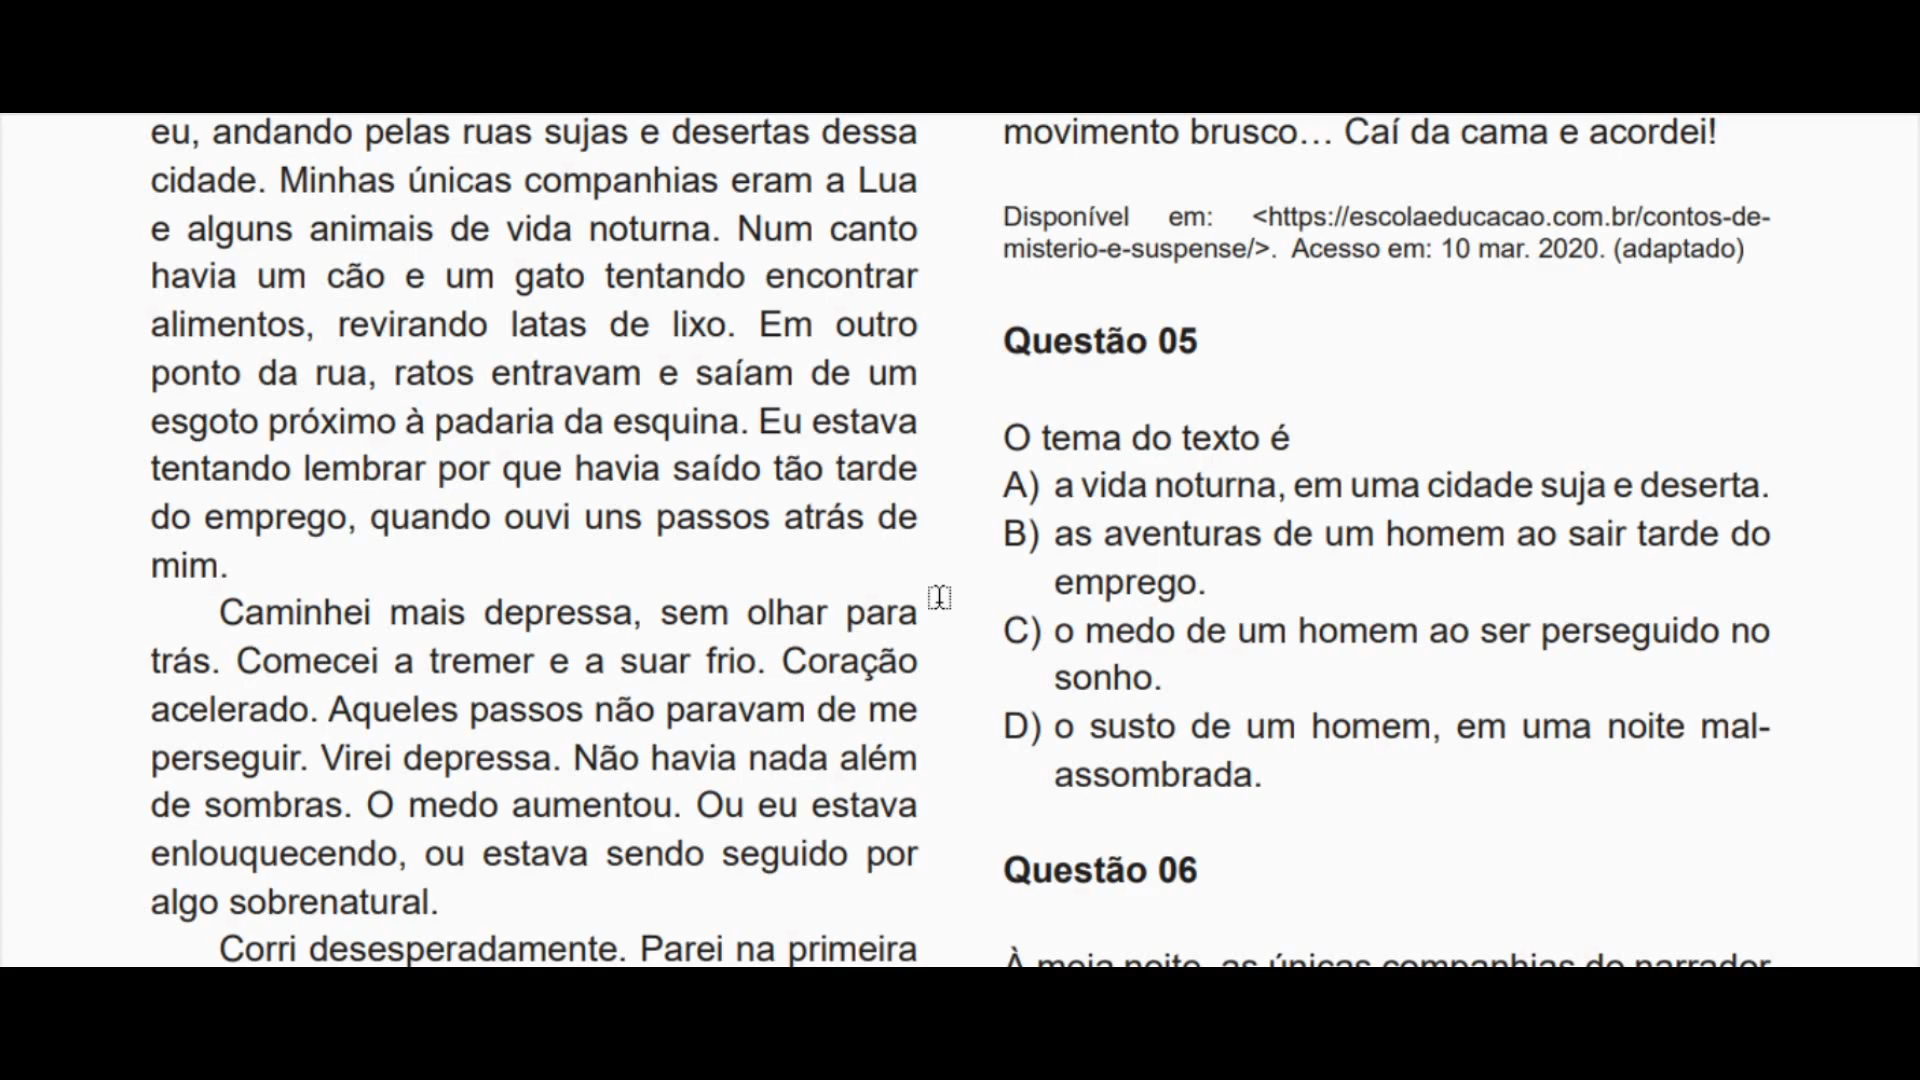 eu, andando pelas ruas sujas e desertas dessa
cidade. Minhas únicas companhias eram a Lua
e alguns animais de vida noturna. Num canto
havia um cão e um gato tentando encontrar
alimentos, revirando latas de lixo. Em outro
ponto da rua, ratos entravam e saíam de um
esgoto próximo à padaria da esquina. Eu estava
tentando lembrar por que havia saído tão tarde
do emprego, quando ouvi uns passos atrás de
mim.
Caminhei mais depressa, sem olhar para
trás. Comecei a tremer e a suar frio. Coração
acelerado. Aqueles passos não paravam de me
perseguir. Virei depressa. Não havia nada além
de sombras. O medo aumentou. Ou eu estava
enlouquecendo, ou estava sendo seguido por
algo sobrenatural.
Corri desesperadamente. Parei na primeira
movimento brusco… Caí da cama e acordei!
Disponível em: <https://escolaeducacao.com.br/contos-de-
misterio-e-suspense/>. Acesso em: 10 mar. 2020. (adaptado)
Questão 05
O tema do texto é
A) a vida noturna, em uma cidade suja e deserta.
B) as aventuras de um homem ao sair tarde do
emprego.
C) o medo de um homem ao ser perseguido no
sonho.
D) o susto de um homem, em uma noite mal-
assombrada.
Questão 06
À meia noite, as únicas companhias do narrador